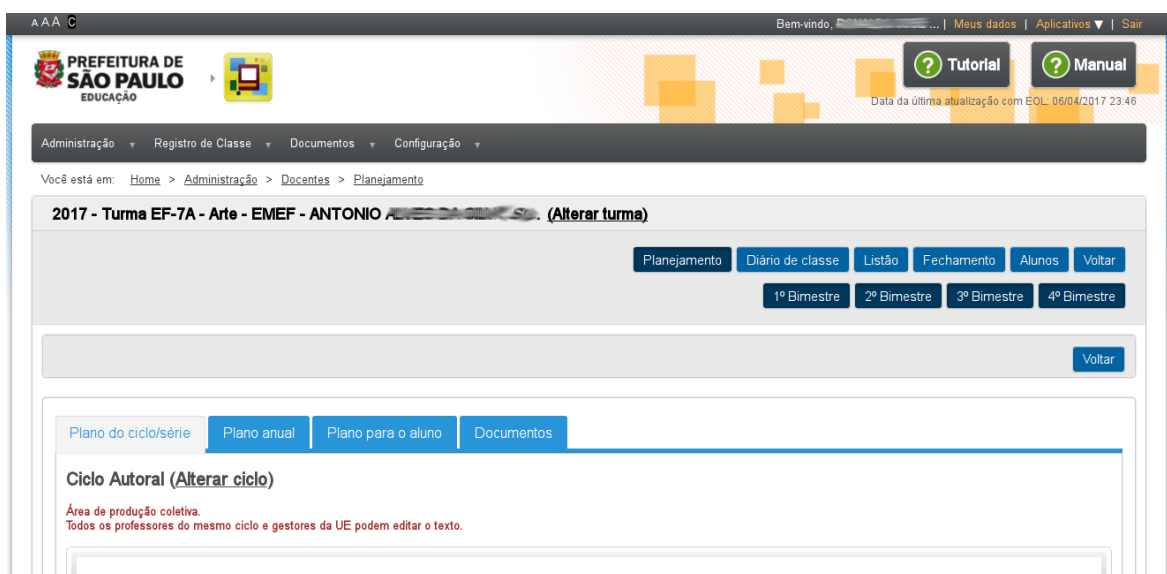 A A A C
Bem-vindo, ... | Meus dados | Aplicativos ▼ | Sair
PREFEITURA DE
SÃO PAULO
EDUCAÇÃO
? Tutorial ? Manual
Data da última atualização com EOL: 06/04/2017 23:46
Administração Registro de Classe Documentos Configuração
Você está em: Home > Administração > Docentes > Planejamento
2017 - Turma EF-7A - Arte - EMEF - ANTONIO . (Alterar turma)
Planejamento Diário de classe Listão Fechamento Alunos Voltar
1º Bimestre 2º Bimestre 3º Bimestre 4º Bimestre
Voltar
Plano do ciclo/série Plano anual Plano para o aluno Documentos
Ciclo Autoral (Alterar ciclo)
Área de produção coletiva.
Todos os professores do mesmo ciclo e gestores da UE podem editar o texto.